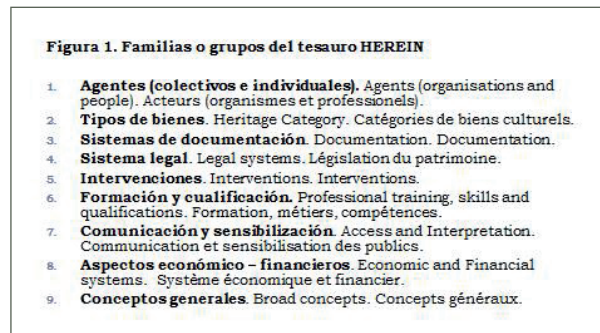 Figura 1. Familias o grupos del tesauro HEREIN
1. Agentes (colectivos e individuales). Agents (organisations and
people). Acteurs (organismes et professionels).
2. Tipos de bienes. Heritage Category. Catégories de biens culturels.
3. Sistemas de documentación. Documentation. Documentation.
4. Sistema legal. Legal systems. Législation du patrimoine.
5. Intervenciones. Interventions. Interventions.
6. Formación y cualificación. Professional training, skills and
qualifications. Formation, métiers, compétences.
7. Comunicación y sensibilización. Access and Interpretation.
Communication et sensibilisation des publics.
8. Aspectos económico – financieros. Economic and Financial
systems. Système économique et financier.
9. Conceptos generales. Broad concepts. Concepts généraux.